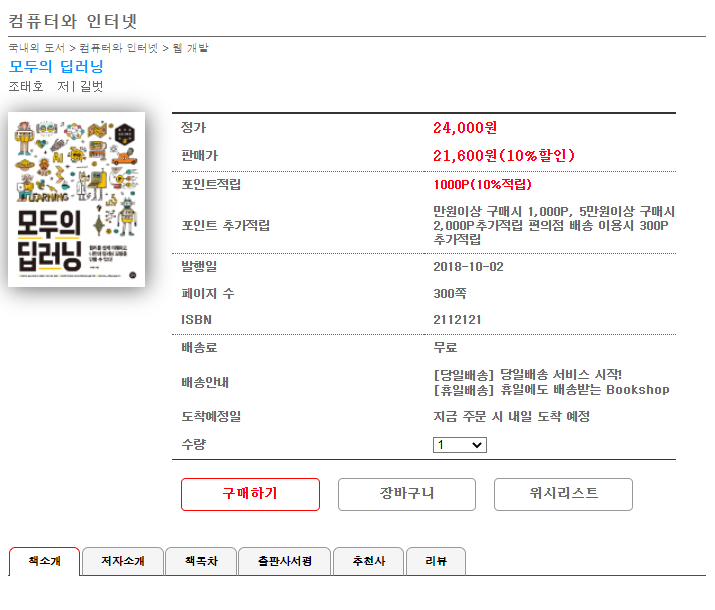 컴퓨터와 인터넷
국내외 도서 > 컴퓨터와 인터넷 > 웹 개발
모두의 딥러닝
조태호 저 | 길벗
AI
LEARNING
모두의
딥러닝
정가 24,000원
판매가 21,600원(10%할인)
포인트적립 1000P(10%적립)
포인트 추가적립 만원이상 구매시 1,000P, 5만원이상 구매시
2,000P추가적립 편의점 배송 이용시 300P
추가적립
발행일 2018-10-02
페이지 수 300쪽
ISBN 2112121
배송료 무료
배송안내 [당일배송] 당일배송 서비스 시작!
[휴일배송] 휴일에도 배송받는 Bookshop
도착예정일 지금 주문 시 내일 도착 예정
수량 1
구매하기 장바구니 위시리스트
책소개 저자소개 책목차 출판사서평 추천사 리뷰